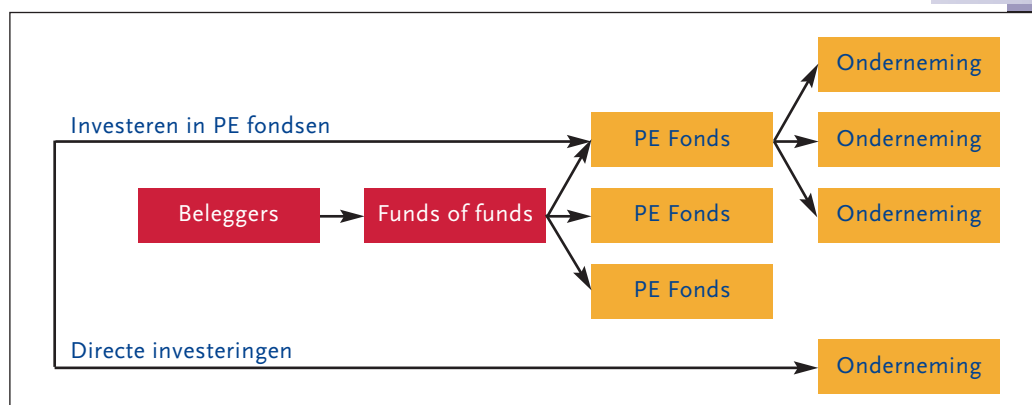 Onderneming
Investeren in PE fondsen
PE Fonds
Onderneming
Beleggers
Funds of funds
PE Fonds
Onderneming
PE Fonds
Directe investeringen
Onderneming